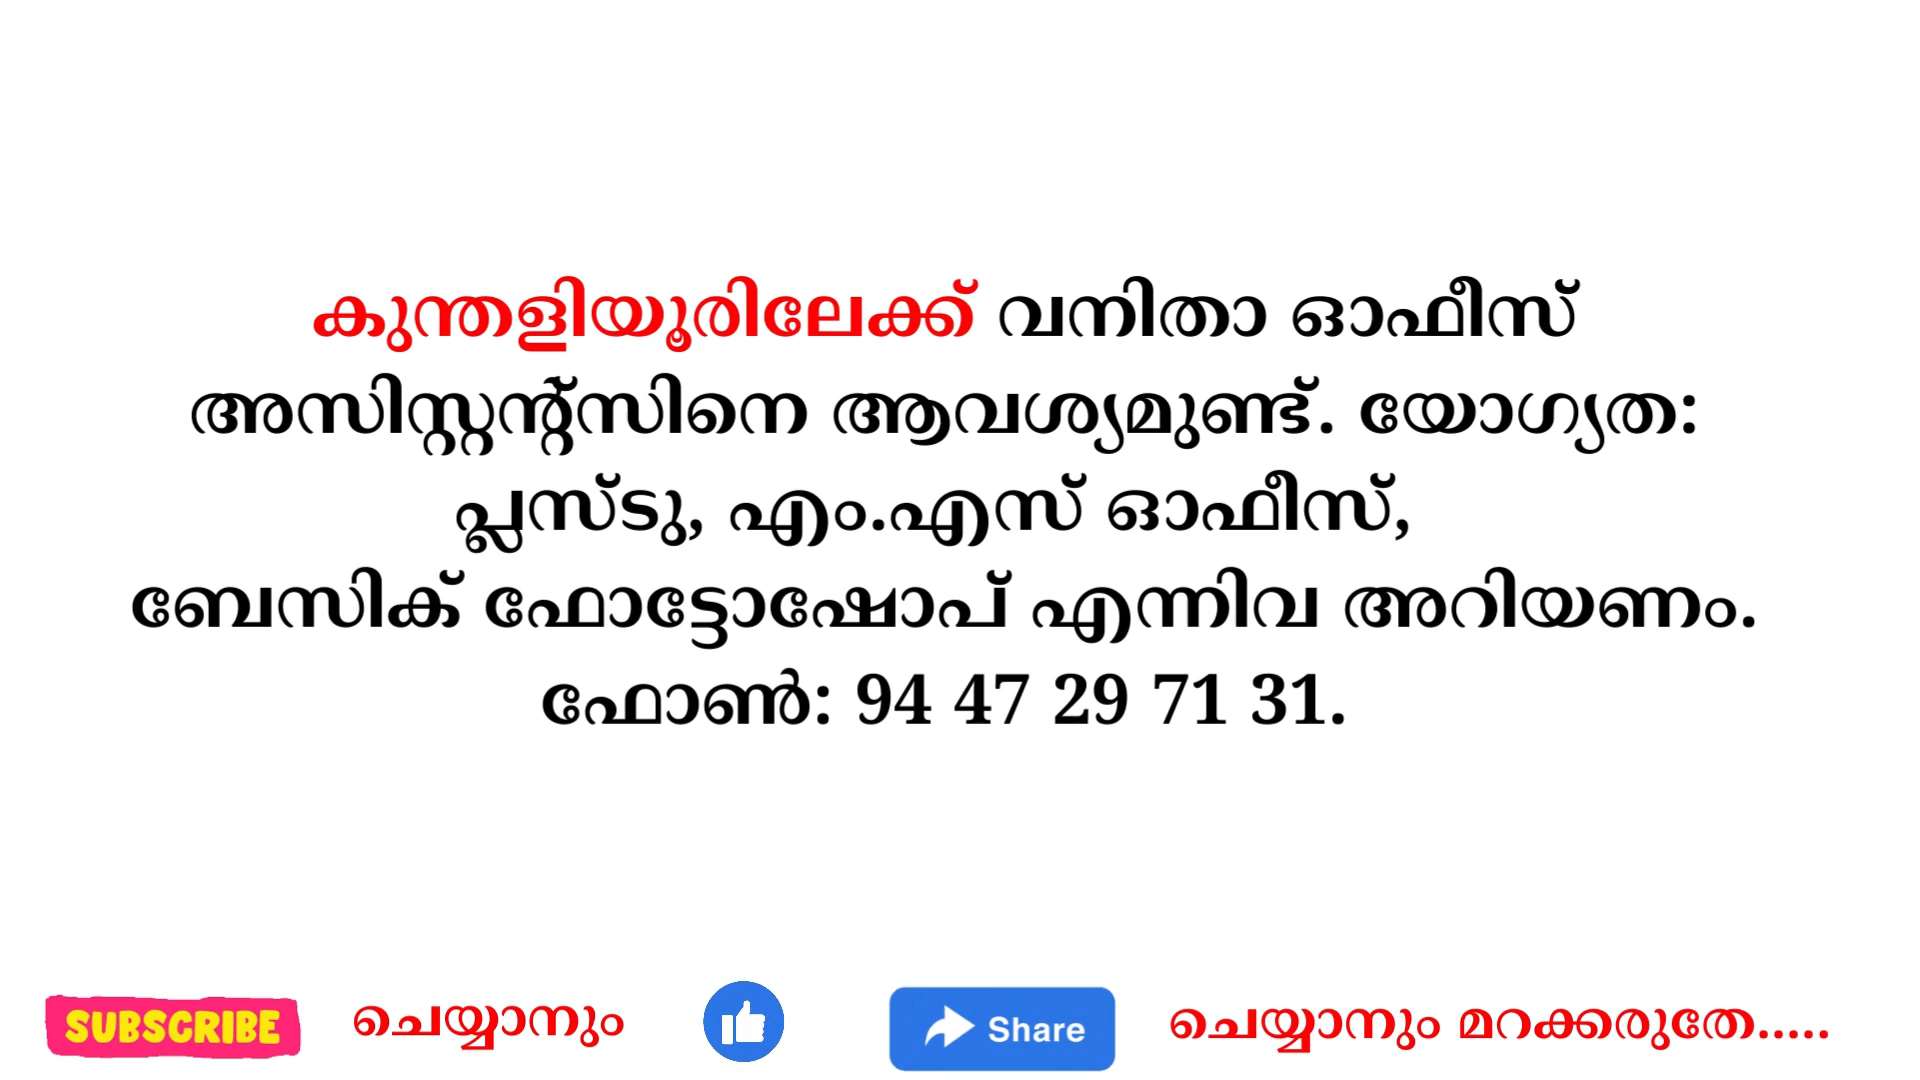 കുന്തളിയൂരിലേക്ക് വനിതാ ഓഫീസ്
അസിസ്റ്റന്റ്സിനെ ആവശ്യമുണ്ട്. യോഗ്യത:
പ്ലസ്ടു, എം.എസ് ഓഫീസ്,
ബേസിക് ഫോട്ടോഷോപ് എന്നിവ അറിയണം.
ഫോൺ: 94 47 29 71 31.
SUBSCRIBE ചെയ്യാനും Share ചെയ്യാനും മറക്കരുതേ.....